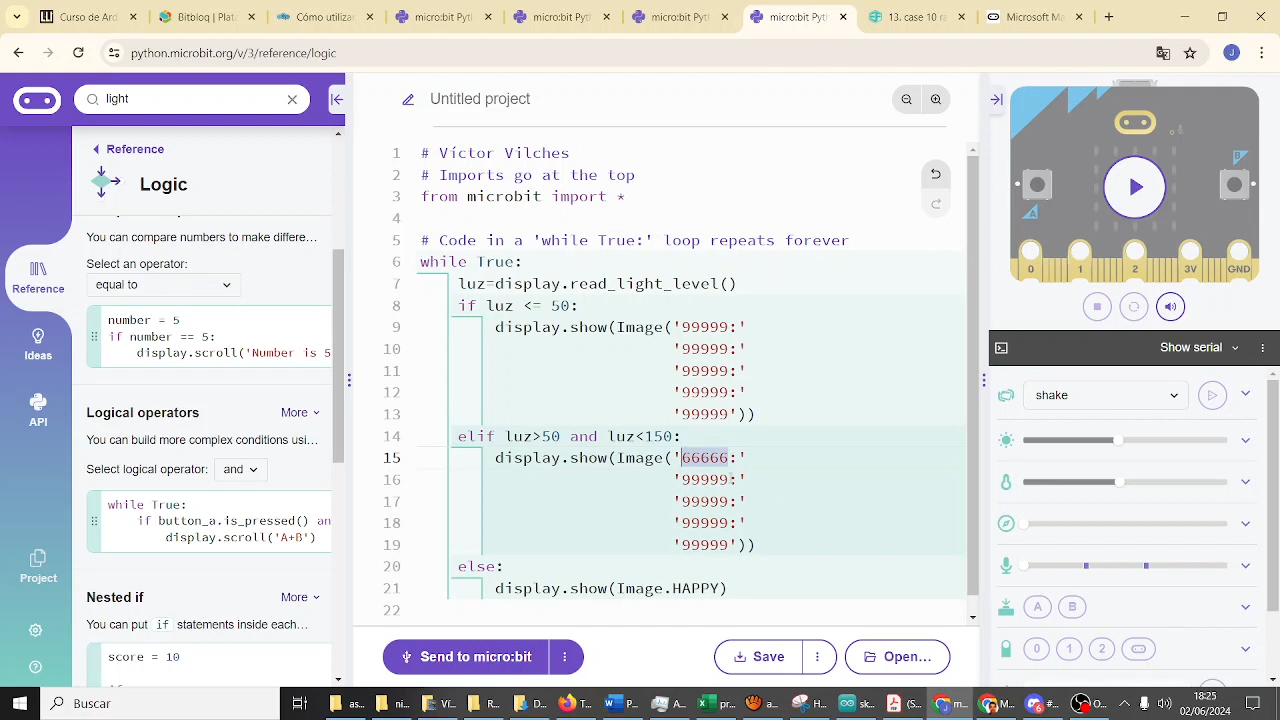 Curso de Ar
Bitbloq | Plat
Cómo utilizar
micro:bit Pyt
micro:bit Pyt
micro:bit Pyt
micro:bit Pyt
13. case 10 ra
Microsoft Ma
python.microbit.org/v/3/reference/logic
J
light
Reference
Logic
You can compare numbers to make differe...
Select an operator:
equal to
number = 5
if number == 5:
display.scroll('Number is 5
Logical operators
More
You can build more complex conditions usin...
Select logical operator:
and
while True:
if button_a.is_pressed() an
display.scroll('A+B')
Nested if
More
You can put if statements inside each...
score = 10
Reference
Ideas
API
Project
Untitled project
1 # Víctor Vilches
2 # Imports go at the top
3 from microbit import *
4
5 # Code in a 'while True:' loop repeats forever
6 while True:
7 luz=display.read_light_level()
8 if luz <= 50:
9 display.show(Image('99999:'
10 '99999:'
11 '99999:'
12 '99999:'
13 '99999'))
14 elif luz>50 and luz<150:
15 display.show(Image('66666:'
16 '99999:'
17 '99999:'
18 '99999:'
19 '99999'))
20 else:
21 display.show(Image.HAPPY)
22
Send to micro:bit
Save
Open...
A
B
0 1 2 3V GND
Show serial
shake
A B
0 1 2
Buscar
as
ni
Vi
R
D
F
W P
P
pr
a
H
sk
P
m
M
D
O
18:25
02/06/2024